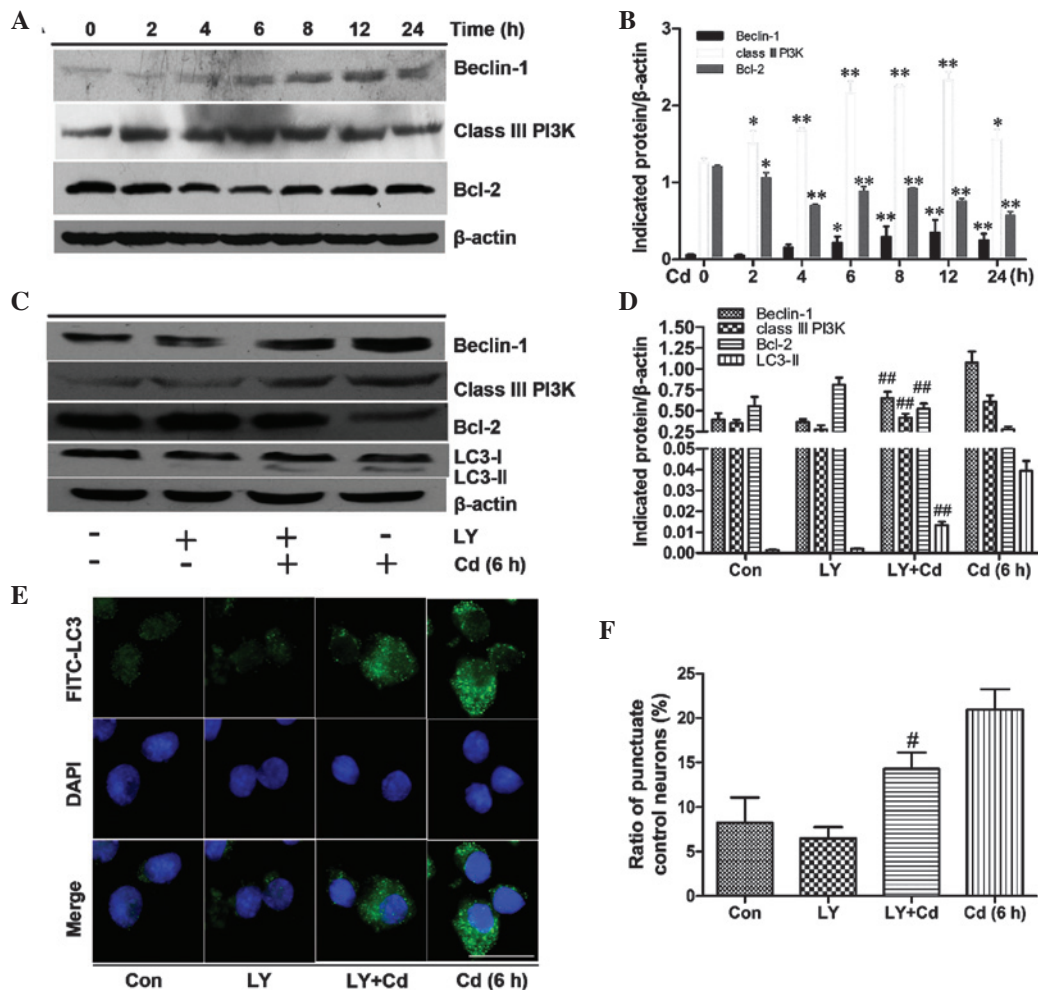 A
0 2 4 6 8 12 24 Time (h)
Beclin-1
Class III PI3K
Bcl-2
β-actin
B
Beclin-1
class III PI3K
Bcl-2
Indicated protein/β-actin
3
2
1
0
* ** ** ** ** *
* ** ** ** ** **
* ** ** **
Cd 0 2 4 6 8 12 24 (h)
C
Beclin-1
Class III PI3K
Bcl-2
LC3-I
LC3-II
β-actin
- + + - LY
- - + + Cd (6 h)
D
Beclin-1
class III PI3K
Bcl-2
LC3-II
Indicated protein/β-actin
1.50
1.25
1.00
0.75
0.50
0.25
0.05
0.04
0.03
0.02
0.01
0.00
## ## ## ##
Con LY LY+Cd Cd (6 h)
E
FITC-LC3
DAPI
Merge
Con LY LY+Cd Cd (6 h)
F
Ratio of punctuate
control neurons (%)
25
20
15
10
5
0
#
Con LY LY+Cd Cd (6 h)